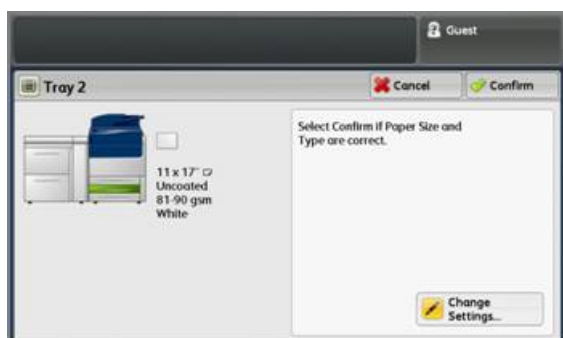 Guest
Tray 2
Cancel
Confirm
11 x 17"
Uncoated
81-90 gsm
White
Select Confirm if Paper Size and
Type are correct.
Change
Settings...